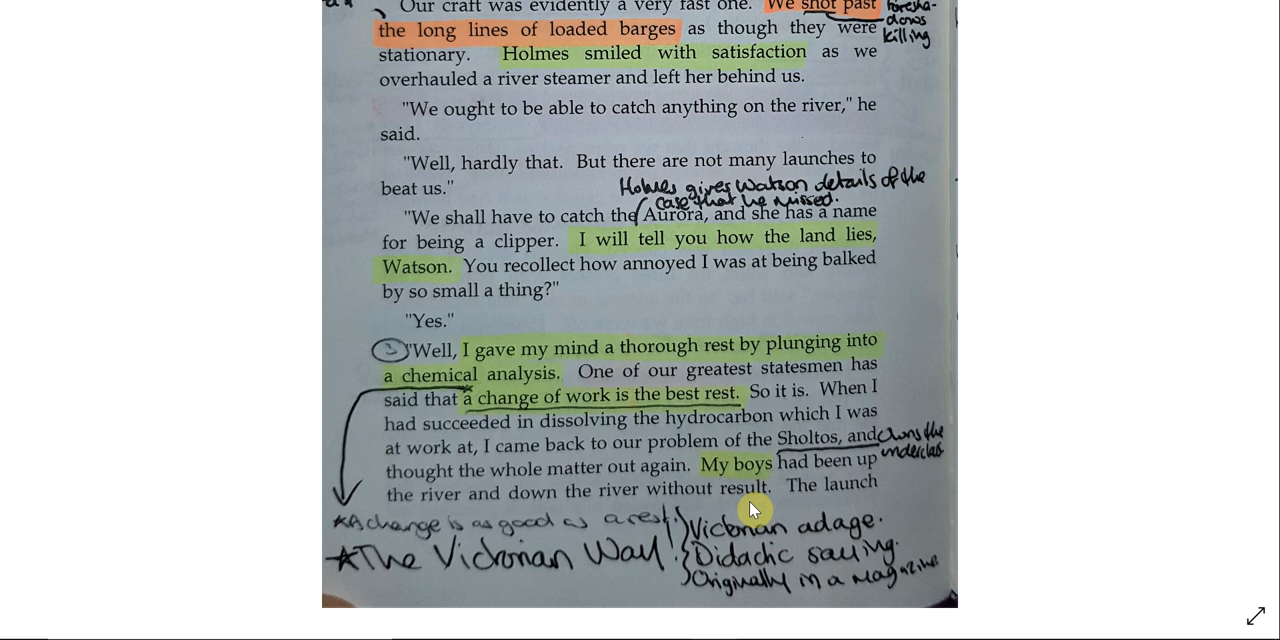 Our craft was evidently a very fast one. We shot past
foresha-
dows
killing
the long lines of loaded barges as though they were
stationary. Holmes smiled with satisfaction as we
overhauled a river steamer and left her behind us.
"We ought to be able to catch anything on the river," he
said.
"Well, hardly that. But there are not many launches to
beat us."
Holmes gives Watson details of the
case that he missed.
"We shall have to catch the Aurora, and she has a name
for being a clipper. I will tell you how the land lies,
Watson. You recollect how annoyed I was at being balked
by so small a thing?"
"Yes."
3
"Well, I gave my mind a thorough rest by plunging into
a chemical analysis. One of our greatest statesmen has
said that a change of work is the best rest. So it is. When I
had succeeded in dissolving the hydrocarbon which I was
at work at, I came back to our problem of the Sholtos, and
owns the
underclass
thought the whole matter out again. My boys had been up
the river and down the river without result. The launch
*A change is as good as a rest!
*The Victorian Way!
Victorian adage.
Didactic saying.
Originally in a magazine